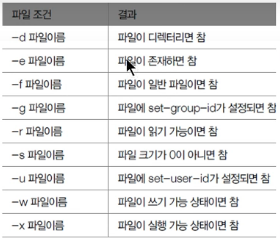 파일 조건 결과
-d 파일이름 파일이 디렉터리면 참
-e 파일이름 파일이 존재하면 참
-f 파일이름 파일이 일반 파일이면 참
-g 파일이름 파일에 set-group-id가 설정되면 참
-r 파일이름 파일이 읽기 가능이면 참
-s 파일이름 파일 크기가 0이 아니면 참
-u 파일이름 파일에 set-user-id가 설정되면 참
-w 파일이름 파일이 쓰기 가능 상태이면 참
-x 파일이름 파일이 실행 가능 상태이면 참